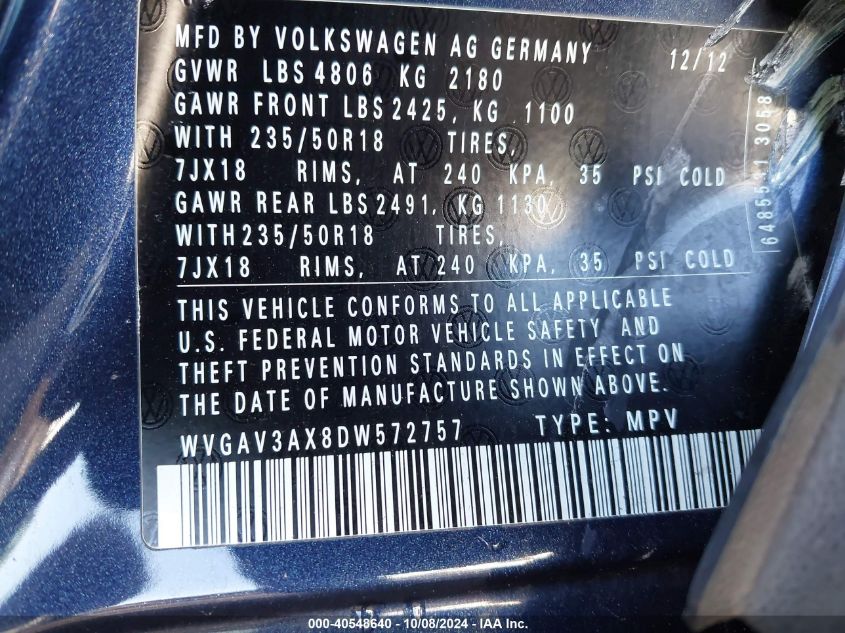 MFD BY VOLKSWAGEN AG GERMANY 12/12
GVWR LBS 4806 KG 2180
GAWR FRONT LBS 2425, KG 1100
WITH 235/50R18 TIRES,
7JX18 RIMS, AT 240 KPA, 35 PSI COLD
GAWR REAR LBS 2491, KG 1130
WITH 235/50R18 TIRES,
7JX18 RIMS, AT 240 KPA, 35 PSI COLD
THIS VEHICLE CONFORMS TO ALL APPLICABLE
U.S. FEDERAL MOTOR VEHICLE SAFETY AND
THEFT PREVENTION STANDARDS IN EFFECT ON
THE DATE OF MANUFACTURE SHOWN ABOVE.
WVGAV3AX8DW572757 TYPE: MPV
3058
000-40548640 - 10/08/2024 - IAA Inc.